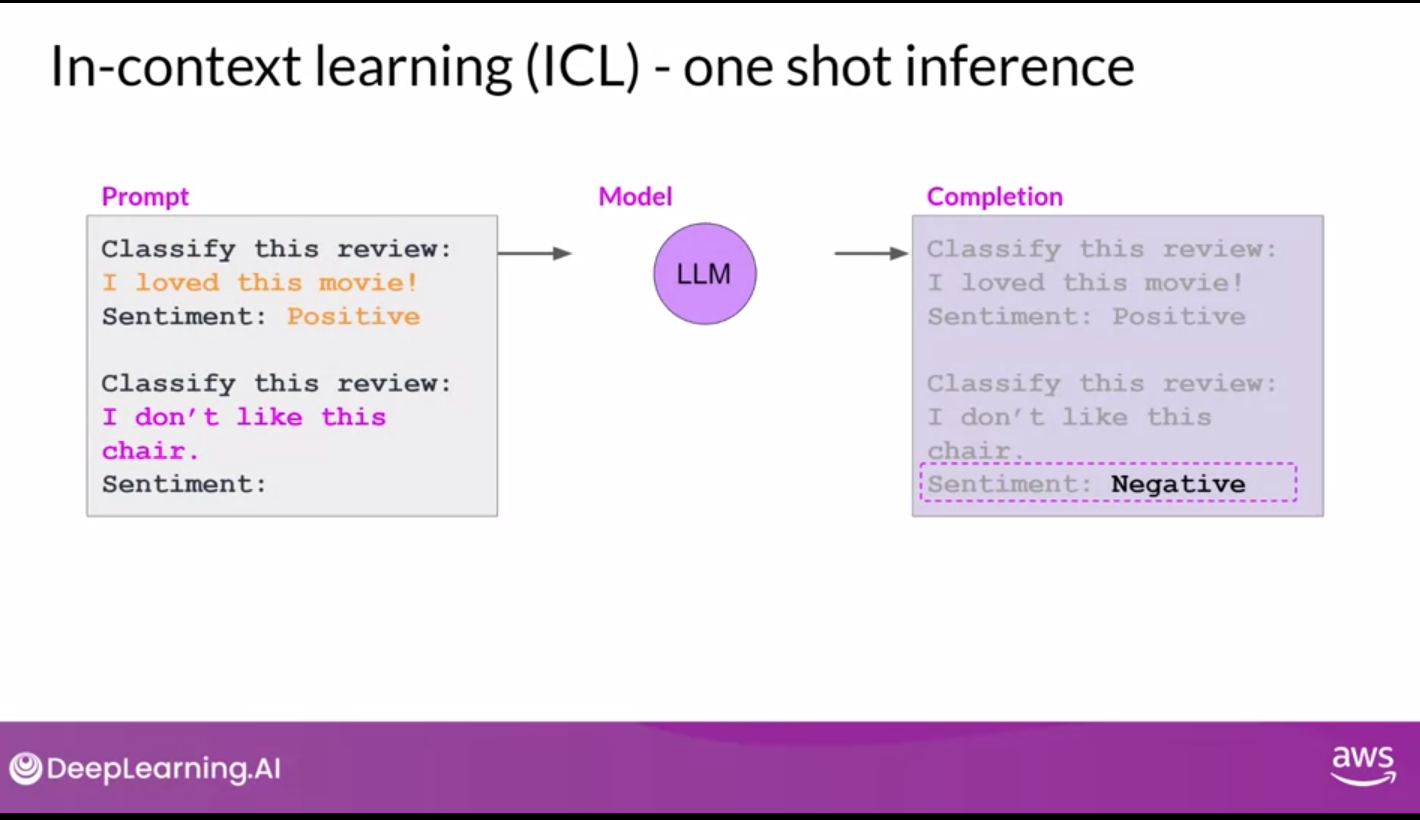 In-context learning (ICL) - one shot inference
Prompt
Classify this review:
I loved this movie!
Sentiment: Positive
Classify this review:
I don’t like this
chair.
Sentiment:
Model
LLM
Completion
Classify this review:
I loved this movie!
Sentiment: Positive
Classify this review:
I don’t like this
chair.
Sentiment: Negative
DeepLearning.AI
aws